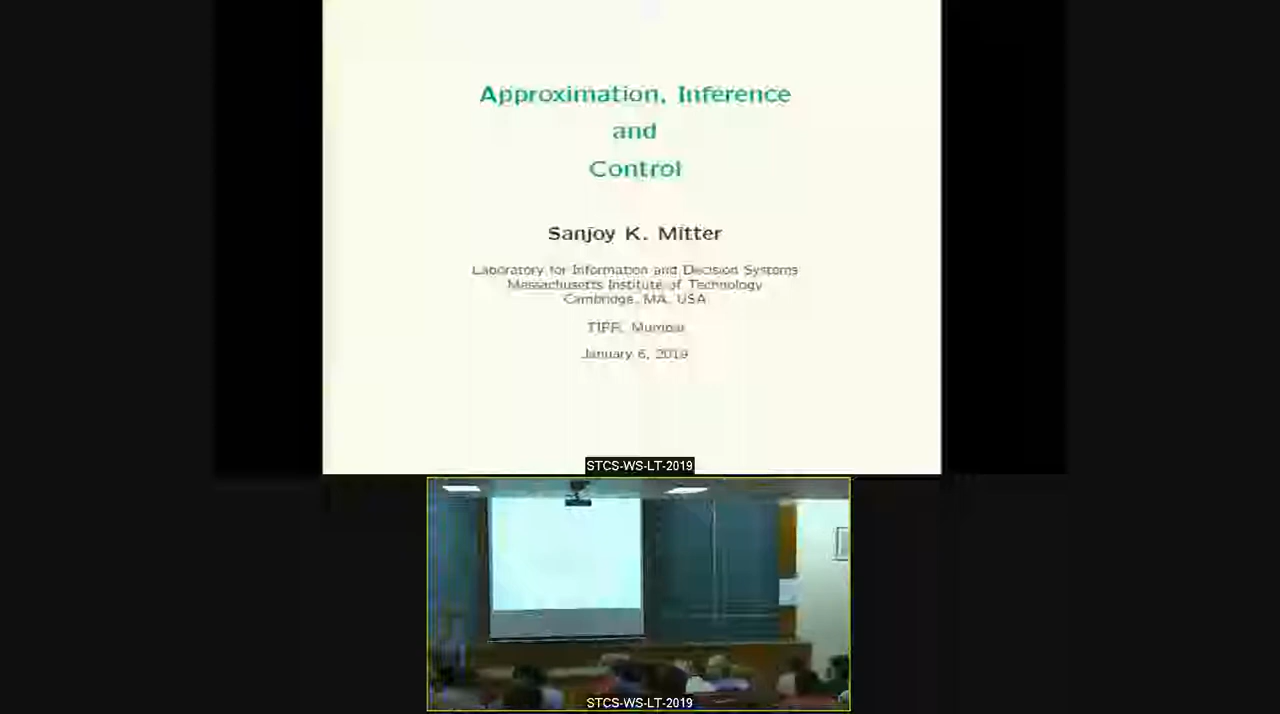 Approximation, Inference
and
Control
Sanjoy K. Mitter
Laboratory for Information and Decision Systems
Massachusetts Institute of Technology
Cambridge, MA, USA
TIFR, Mumbai
January 6, 2019
STCS-WS-LT-2019
STCS-WS-LT-2019